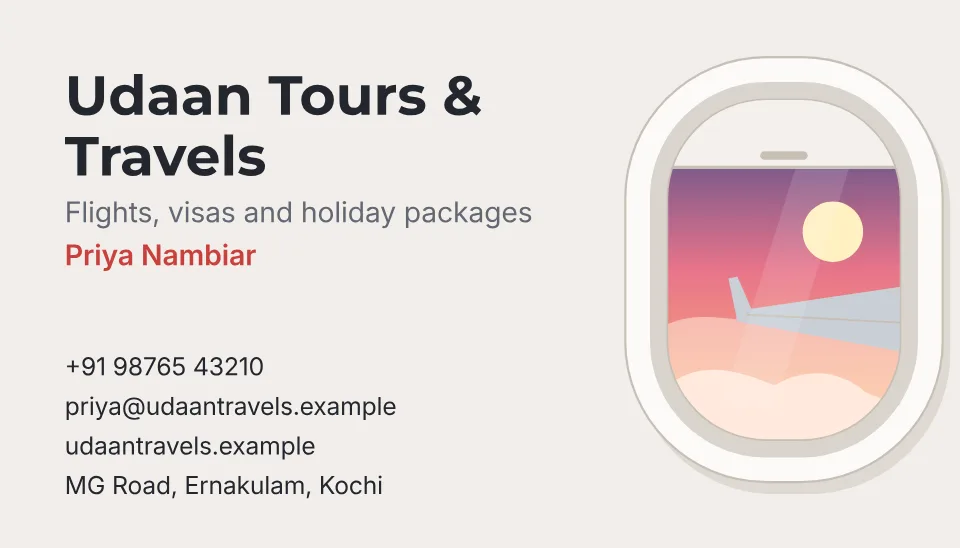 Udaan Tours &
Travels
Flights, visas and holiday packages
Priya Nambiar
+91 98765 43210
priya@udaantravels.example
udaantravels.example
MG Road, Ernakulam, Kochi